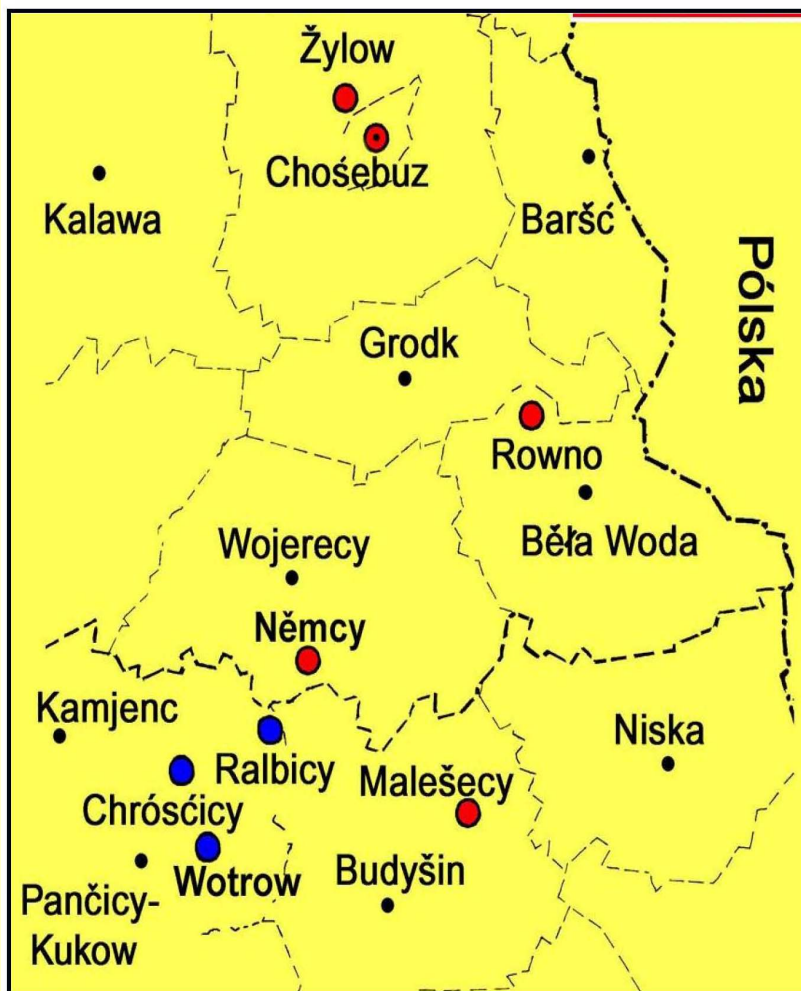 Žylow
Chośebuz
Kalawa
Baršć
Pólska
Grodk
Rowno
Běła Woda
Wojerecy
Němcy
Kamjenc
Ralbicy
Niska
Malešecy
Chrósćicy
Wotrow
Budyšin
Pančicy-
Kukow